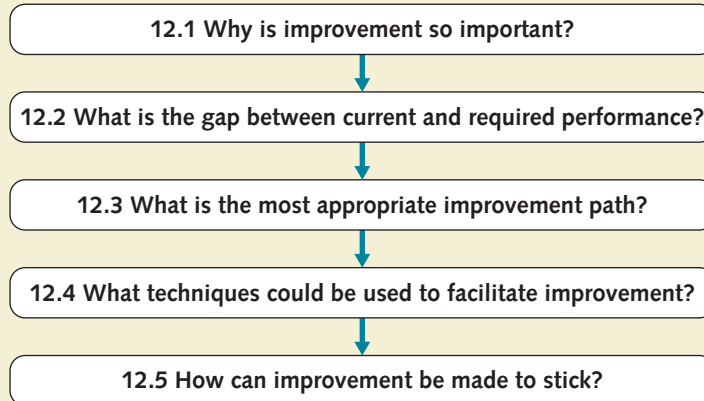 12.1 Why is improvement so important?
12.2 What is the gap between current and required performance?
12.3 What is the most appropriate improvement path?
12.4 What techniques could be used to facilitate improvement?
12.5 How can improvement be made to stick?